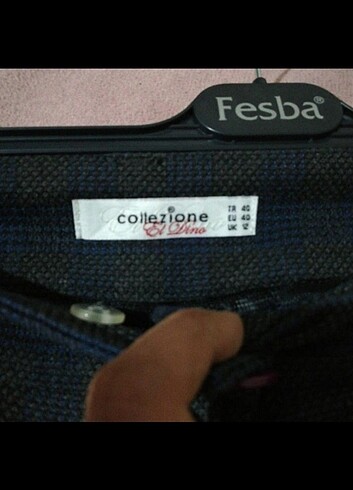 Fesba®
collezione
El Dino
TR 40
EU 40
UK 12